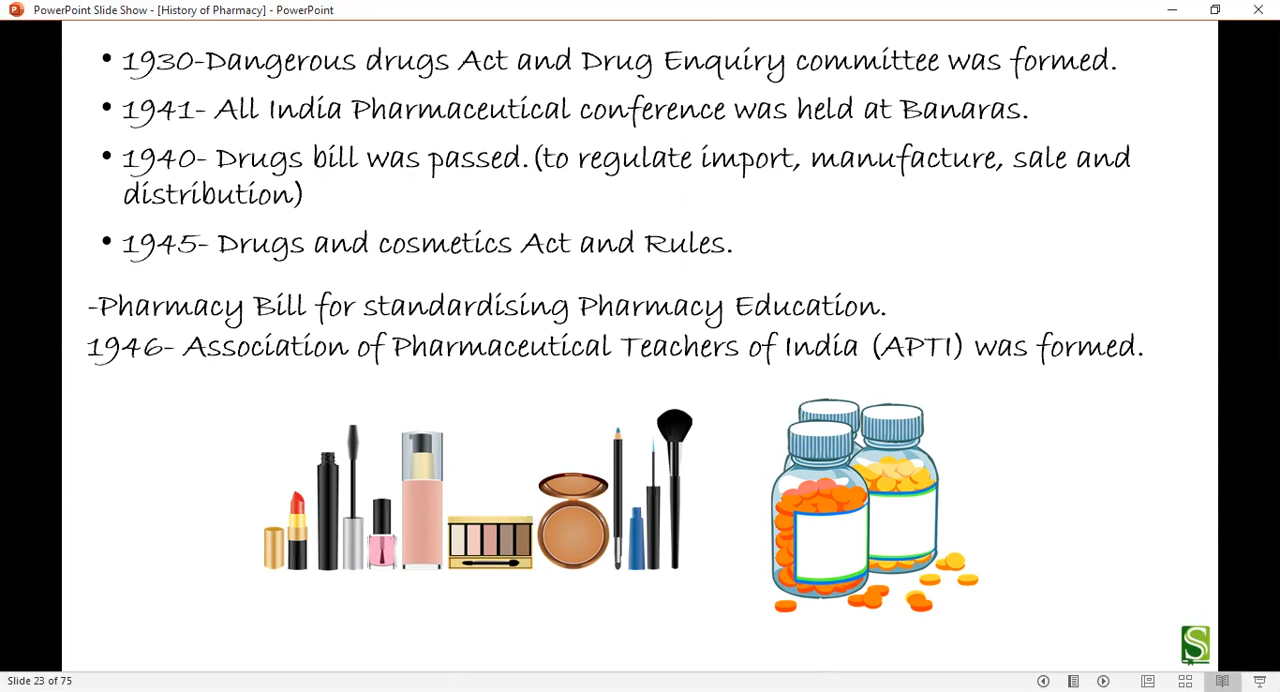 PowerPoint Slide Show - [History of Pharmacy] - PowerPoint
• 1930-Dangerous drugs Act and Drug Enquiry committee was formed.
• 1941- All India Pharmaceutical conference was held at Banaras.
• 1940- Drugs bill was passed.(to regulate import, manufacture, sale and
distribution)
• 1945- Drugs and cosmetics Act and Rules.
-Pharmacy Bill for standardising Pharmacy Education.
1946- Association of Pharmaceutical Teachers of India (APTI) was formed.
S
Slide 23 of 75